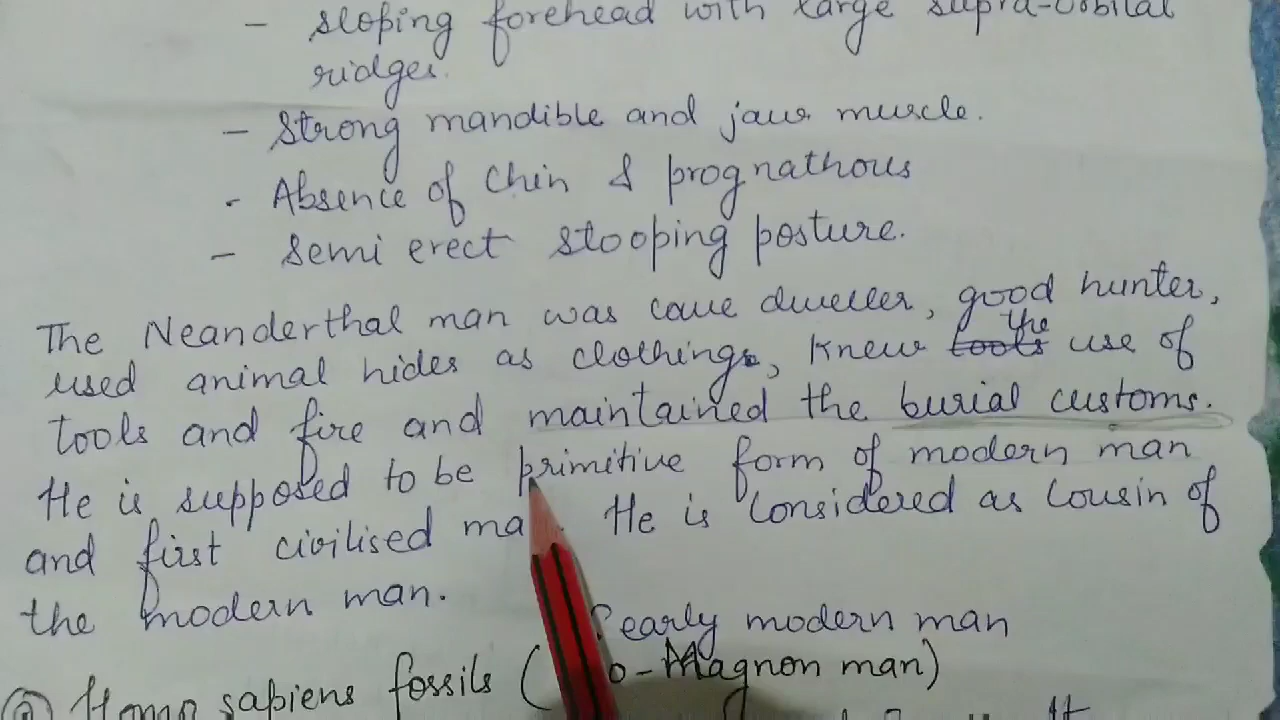 - sloping forehead with large supra-orbital
ridges.
- Strong mandible and jaw muscle.
- Absence of Chin & prognathous
- Semi erect stooping posture.
The Neanderthal man was cave dweller, good hunter,
used animal hides as clothing, knew tools the use of
tools and fire and maintained the burial customs.
He is supposed to be primitive form of modern man
and first civilised ma. He is considered as cousin of
the modern man.
early modern man
Homo sapiens fossils ( o-Magnon man)